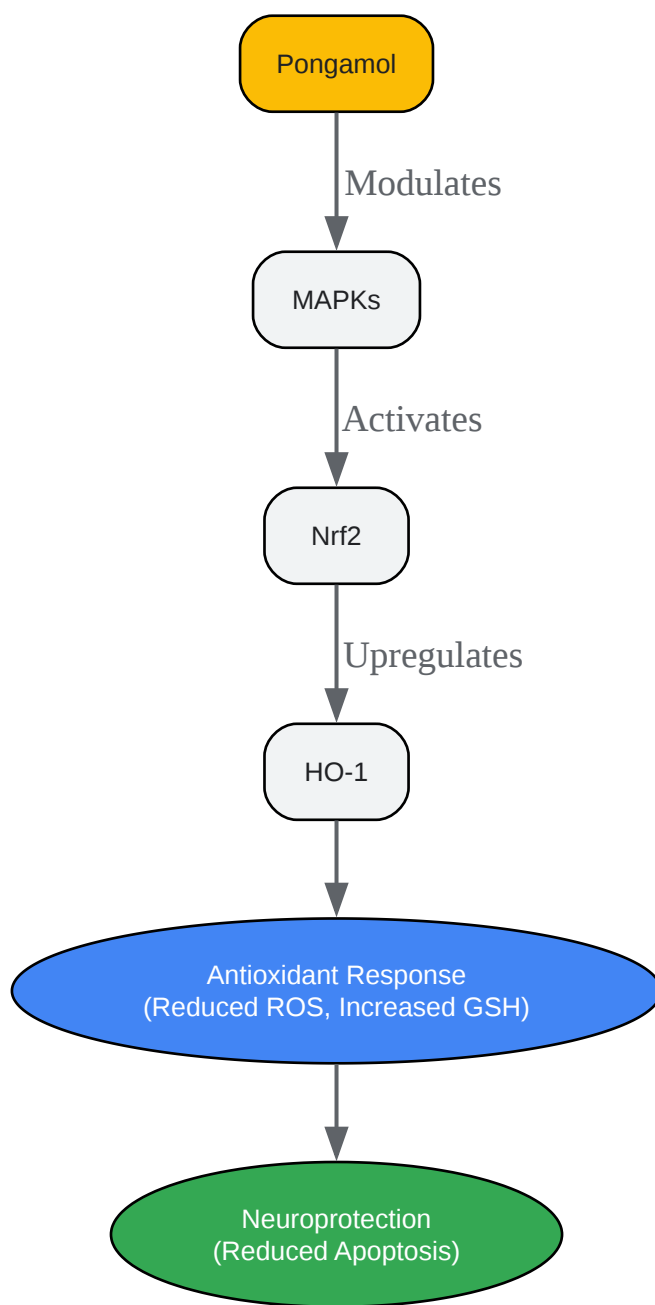 Pongamol
Modulates
MAPKs
Activates
Nrf2
Upregulates
HO-1
Antioxidant Response
(Reduced ROS, Increased GSH)
Neuroprotection
(Reduced Apoptosis)